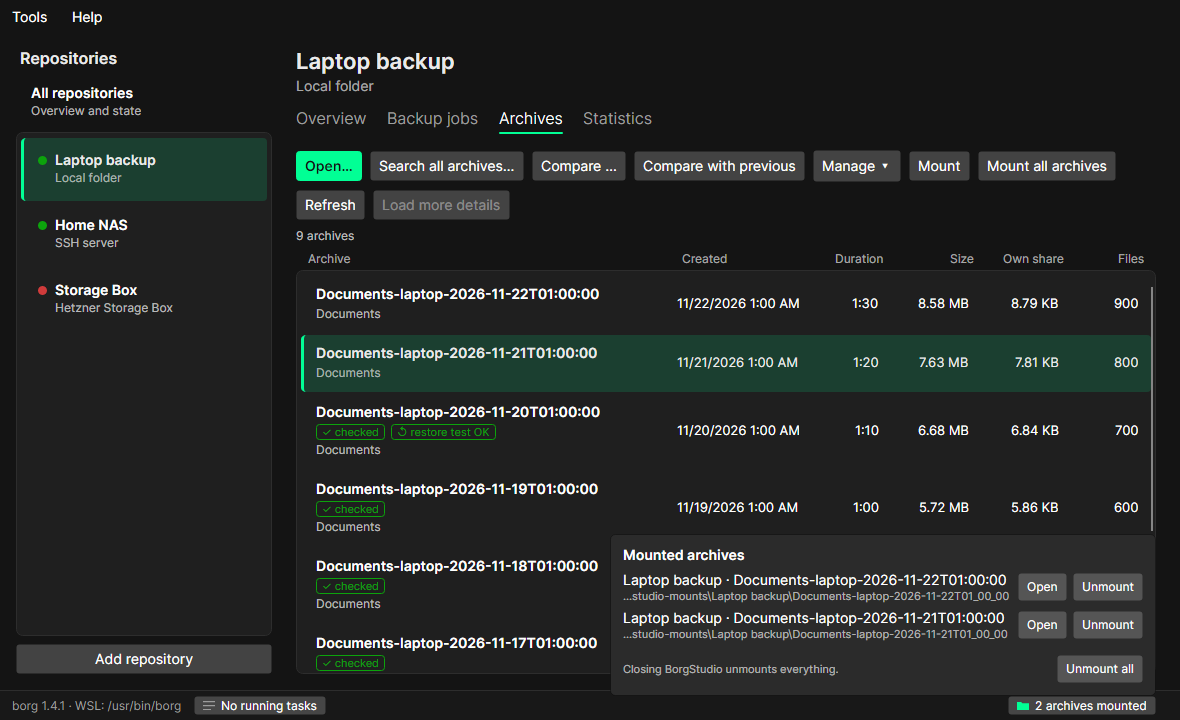 Tools Help
Repositories
All repositories
Overview and state
Laptop backup
Local folder
Home NAS
SSH server
Storage Box
Hetzner Storage Box
Add repository
Laptop backup
Local folder
Overview Backup jobs Archives Statistics
Open... Search all archives... Compare ... Compare with previous Manage ▼ Mount Mount all archives
Refresh Load more details
9 archives
Archive Created Duration Size Own share Files
Documents-laptop-2026-11-22T01:00:00
Documents
11/22/2026 1:00 AM 1:30 8.58 MB 8.79 KB 900
Documents-laptop-2026-11-21T01:00:00
Documents
11/21/2026 1:00 AM 1:20 7.63 MB 7.81 KB 800
Documents-laptop-2026-11-20T01:00:00
✓ checked restore test OK
Documents
11/20/2026 1:00 AM 1:10 6.68 MB 6.84 KB 700
Documents-laptop-2026-11-19T01:00:00
✓ checked
Documents
11/19/2026 1:00 AM 1:00 5.72 MB 5.86 KB 600
Documents-laptop-2026-11-18T01:00:00
✓ checked
Documents
Documents-laptop-2026-11-17T01:00:00
✓ checked
Mounted archives
Laptop backup · Documents-laptop-2026-11-22T01:00:00
...studio-mounts\Laptop backup\Documents-laptop-2026-11-22T01_00_00
Open Unmount
Laptop backup · Documents-laptop-2026-11-21T01:00:00
...studio-mounts\Laptop backup\Documents-laptop-2026-11-21T01_00_00
Open Unmount
Closing BorgStudio unmounts everything.
Unmount all
borg 1.4.1 · WSL: /usr/bin/borg No running tasks 2 archives mounted